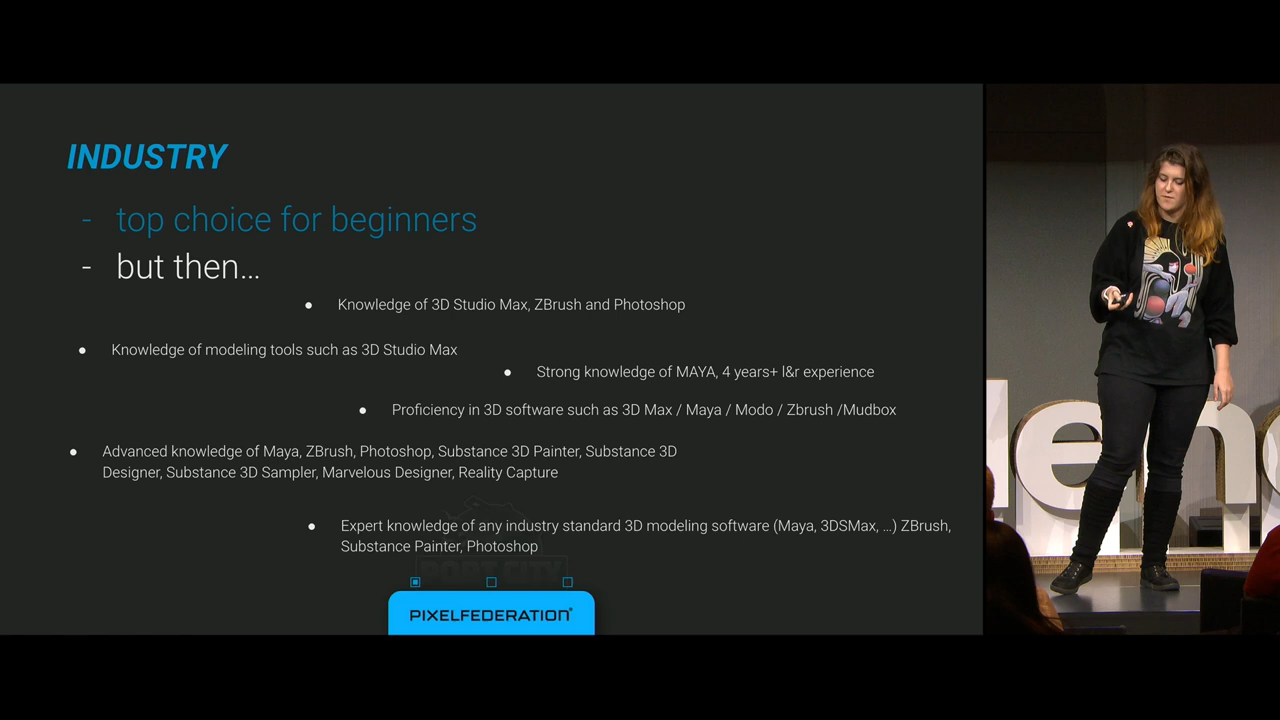 INDUSTRY
- top choice for beginners
- but then…
● Knowledge of 3D Studio Max, ZBrush and Photoshop
● Knowledge of modeling tools such as 3D Studio Max
● Strong knowledge of MAYA, 4 years+ l&r experience
● Proficiency in 3D software such as 3D Max / Maya / Modo / Zbrush /Mudbox
● Advanced knowledge of Maya, ZBrush, Photoshop, Substance 3D Painter, Substance 3D
Designer, Substance 3D Sampler, Marvelous Designer, Reality Capture
● Expert knowledge of any industry standard 3D modeling software (Maya, 3DSMax, …) ZBrush,
Substance Painter, Photoshop
PIXELFEDERATION
lend